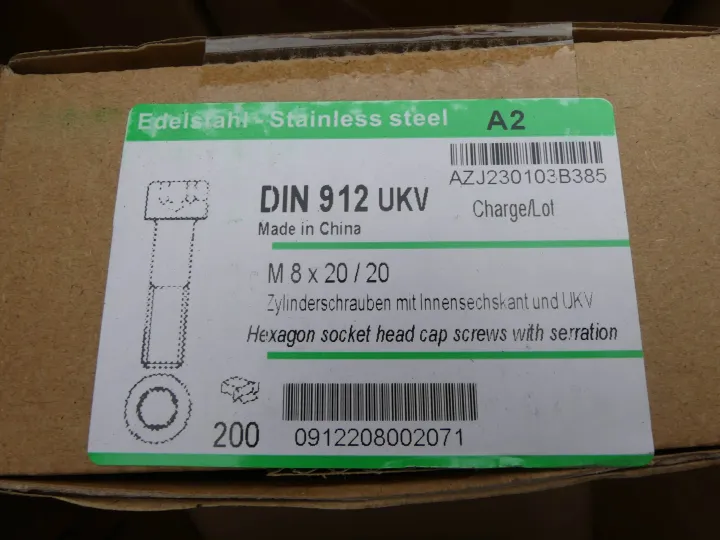 Edelstahl - Stainless steel A2
AZJ230103B385
DIN 912 UKV
Charge/Lot
Made in China
M 8 x 20 / 20
Zylinderschrauben mit Innensechskant und UKV
Hexagon socket head cap screws with serration
200
0912208002071